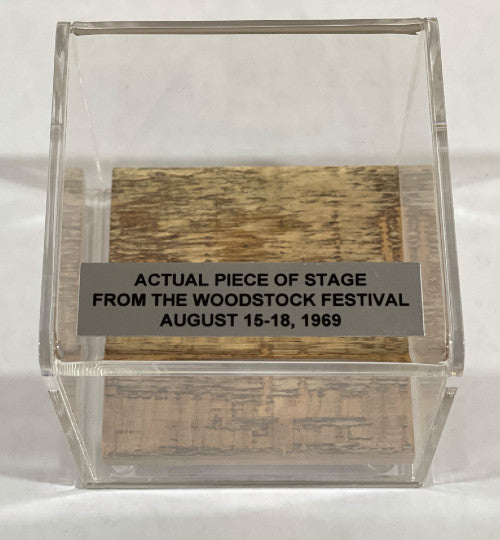 ACTUAL PIECE OF STAGE
FROM THE WOODSTOCK FESTIVAL
AUGUST 15-18, 1969